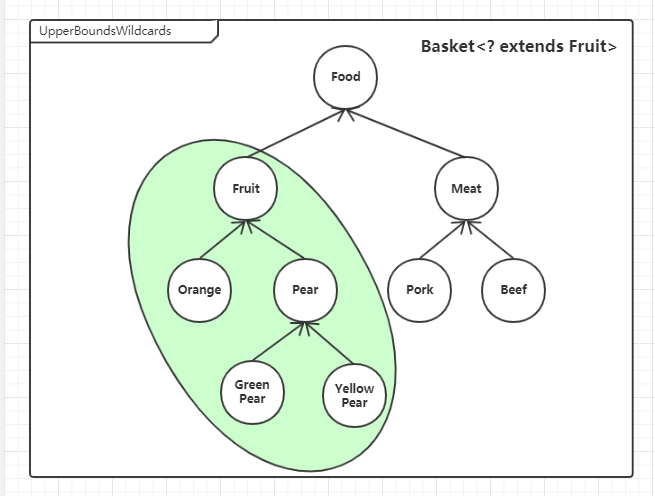 UpperBoundsWildcards
Basket<? extends Fruit>
Food
Fruit
Meat
Orange
Pear
Pork
Beef
Green
Pear
Yellow
Pear